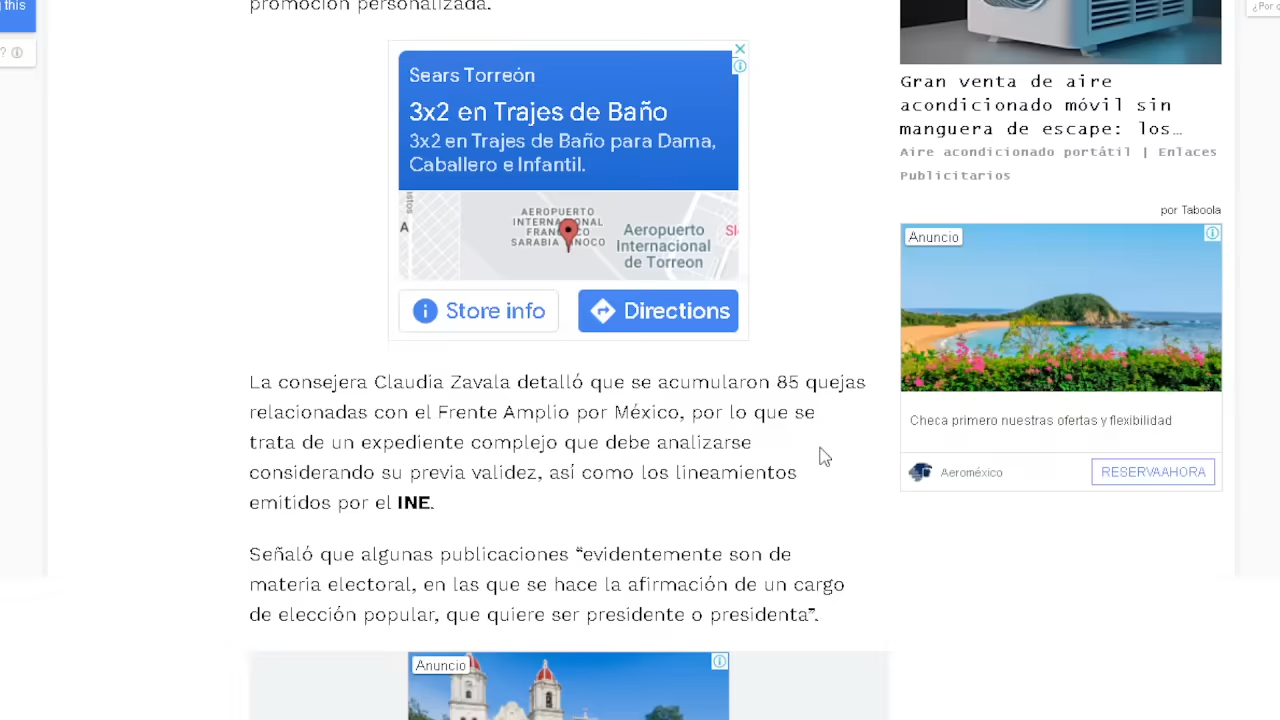 this
?
promoción personalizada.
Sears Torreón
3x2 en Trajes de Baño
3x2 en Trajes de Baño para Dama,
Caballero e Infantil.
A
AEROPUERTO
INTERNACIONAL
SARABIA
Aeropuerto
Internacional
de Torreon
Store info
Directions
La consejera Claudia Zavala detalló que se acumularon 85 quejas
relacionadas con el Frente Amplio por México, por lo que se
trata de un expediente complejo que debe analizarse
considerando su previa validez, así como los lineamientos
emitidos por el INE.
Señaló que algunas publicaciones “evidentemente son de
materia electoral, en las que se hace la afirmación de un cargo
de elección popular, que quiere ser presidente o presidenta”.
Anuncio
Gran venta de aire
acondicionado móvil sin
manguera de escape: los…
Aire acondicionado portátil | Enlaces
Publicitarios
por Taboola
Anuncio
Checa primero nuestras ofertas y flexibilidad
Aeroméxico
RESERVAAHORA
¿Por q